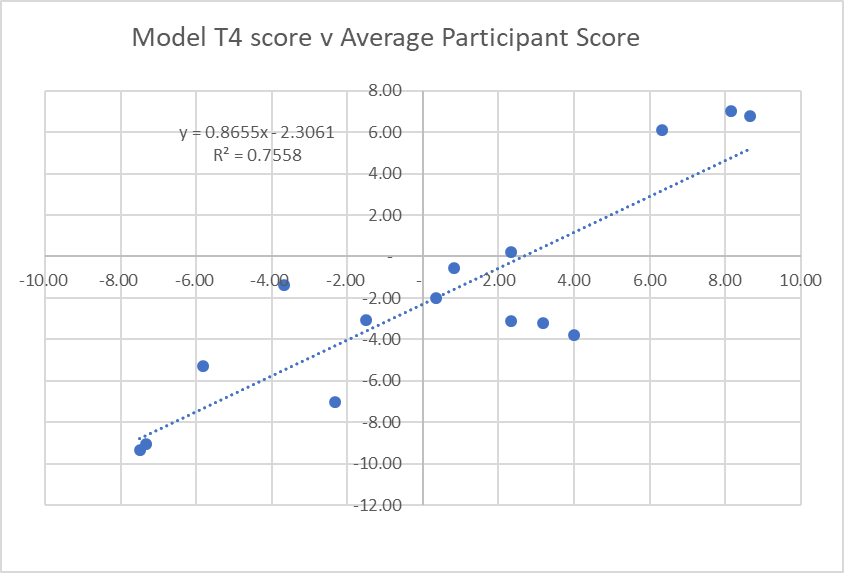 Model T4 score v Average Participant Score
8.00
y = 0.8655x - 2.3061
R² = 0.7558
6.00
4.00
2.00
-
-10.00 -8.00 -6.00 -4.00 -2.00 - 2.00 4.00 6.00 8.00 10.00
-2.00
-4.00
-6.00
-8.00
-10.00
-12.00